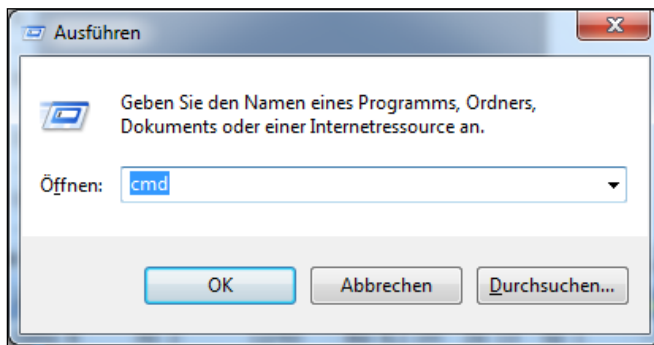 Ausführen
Geben Sie den Namen eines Programms, Ordners,
Dokuments oder einer Internetressource an.
Öffnen:
cmd
OK
Abbrechen
Durchsuchen...